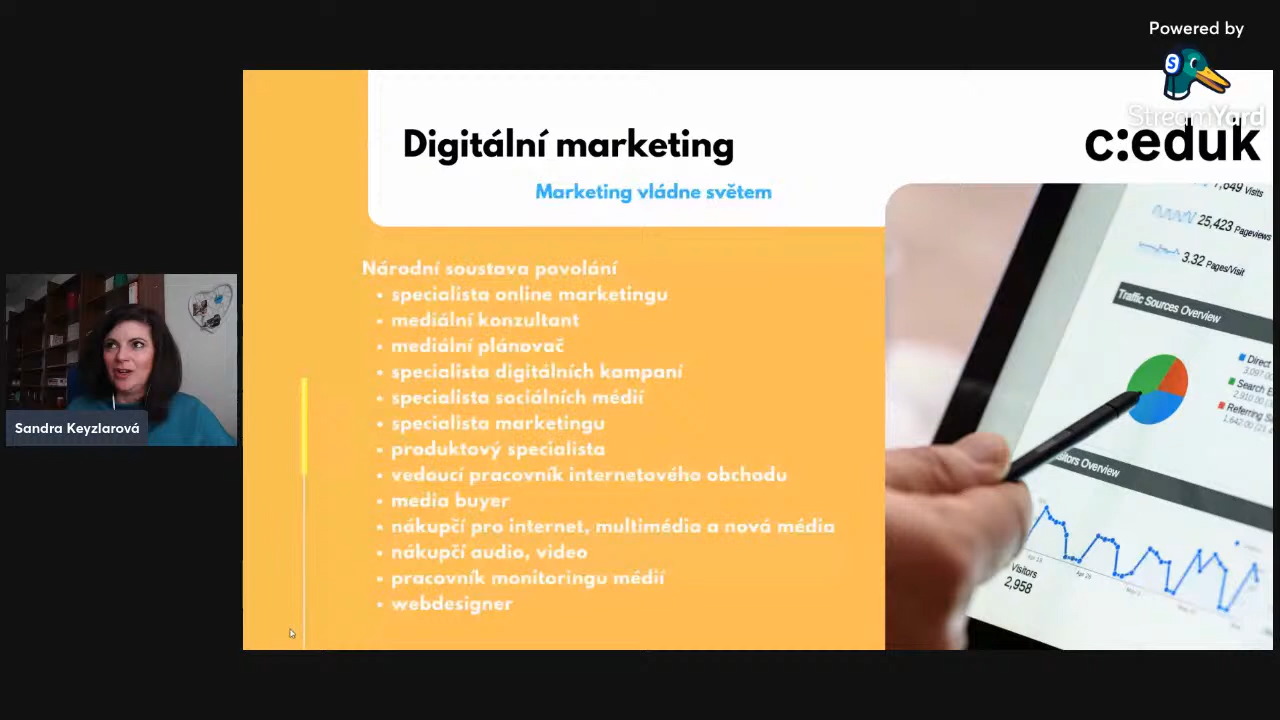 Powered by
StreamYard
Digitální marketing
c:eduk
Marketing vládne světem
Národní soustava povolání
• specialista online marketingu
• mediální konzultant
• mediální plánovač
• specialista digitálních kampaní
• specialista sociálních médií
• specialista marketingu
• produktový specialista
• vedoucí pracovník internetového obchodu
• media buyer
• nákupčí pro internet, multimédia a nová média
• nákupčí audio, video
• pracovník monitoringu médií
• webdesigner
Sandra Keyzlarová
7,649 Visits
25,423 Pageviews
3.32 Pages/Visit
Traffic Sources Overview
Direct
Search
Referring
Overview
Visitors
2,958